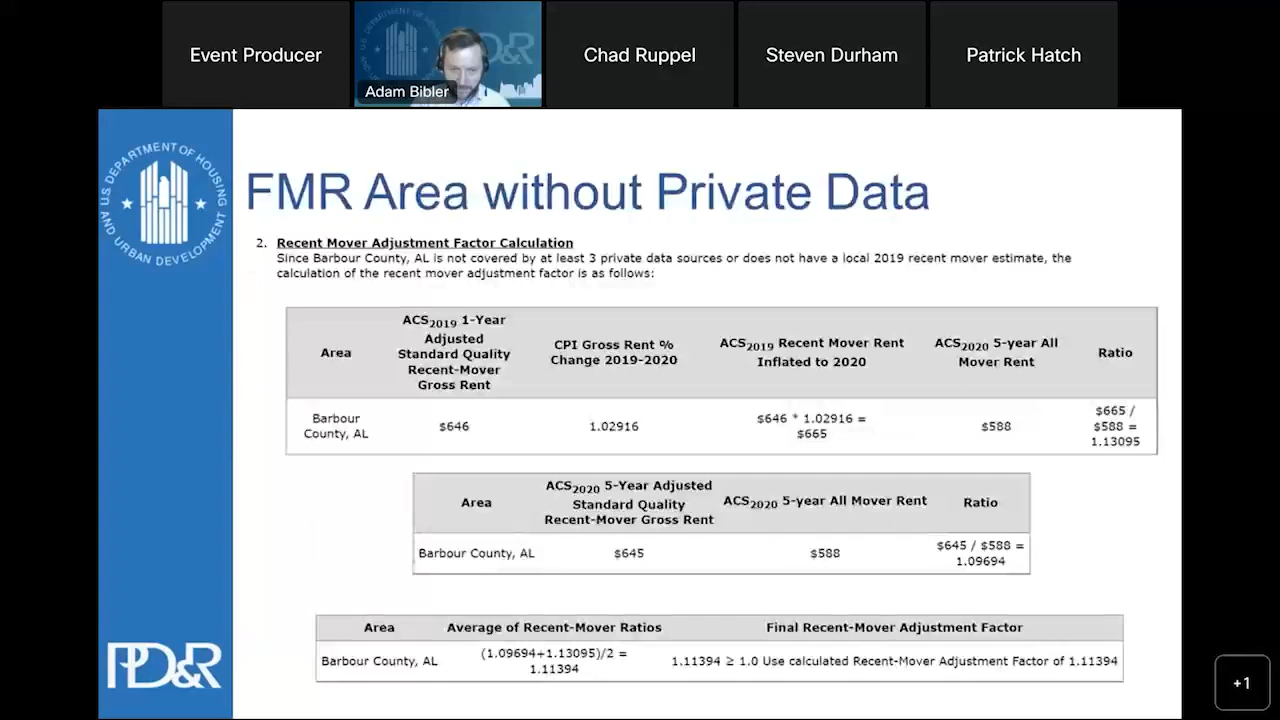 Event Producer
Adam Bibler
Chad Ruppel
Steven Durham
Patrick Hatch
U.S. DEPARTMENT OF HOUSING
AND URBAN DEVELOPMENT
FMR Area without Private Data
2. Recent Mover Adjustment Factor Calculation
Since Barbour County, AL is not covered by at least 3 private data sources or does not have a local 2019 recent mover estimate, the
calculation of the recent mover adjustment factor is as follows:
Area
ACS2019 1-Year
Adjusted
Standard Quality
Recent-Mover
Gross Rent
CPI Gross Rent %
Change 2019-2020
ACS2019 Recent Mover Rent
Inflated to 2020
ACS2020 5-year All
Mover Rent
Ratio
Barbour
County, AL
$646
1.02916
$646 * 1.02916 =
$665
$588
$665 /
$588 =
1.13095
Area
ACS2020 5-Year Adjusted
Standard Quality
Recent-Mover Gross Rent
ACS2020 5-year All Mover Rent
Ratio
Barbour County, AL
$645
$588
$645 / $588 =
1.09694
Area
Average of Recent-Mover Ratios
Final Recent-Mover Adjustment Factor
Barbour County, AL
(1.09694+1.13095)/2 =
1.11394
1.11394 ≥ 1.0 Use calculated Recent-Mover Adjustment Factor of 1.11394
PD&R
+1